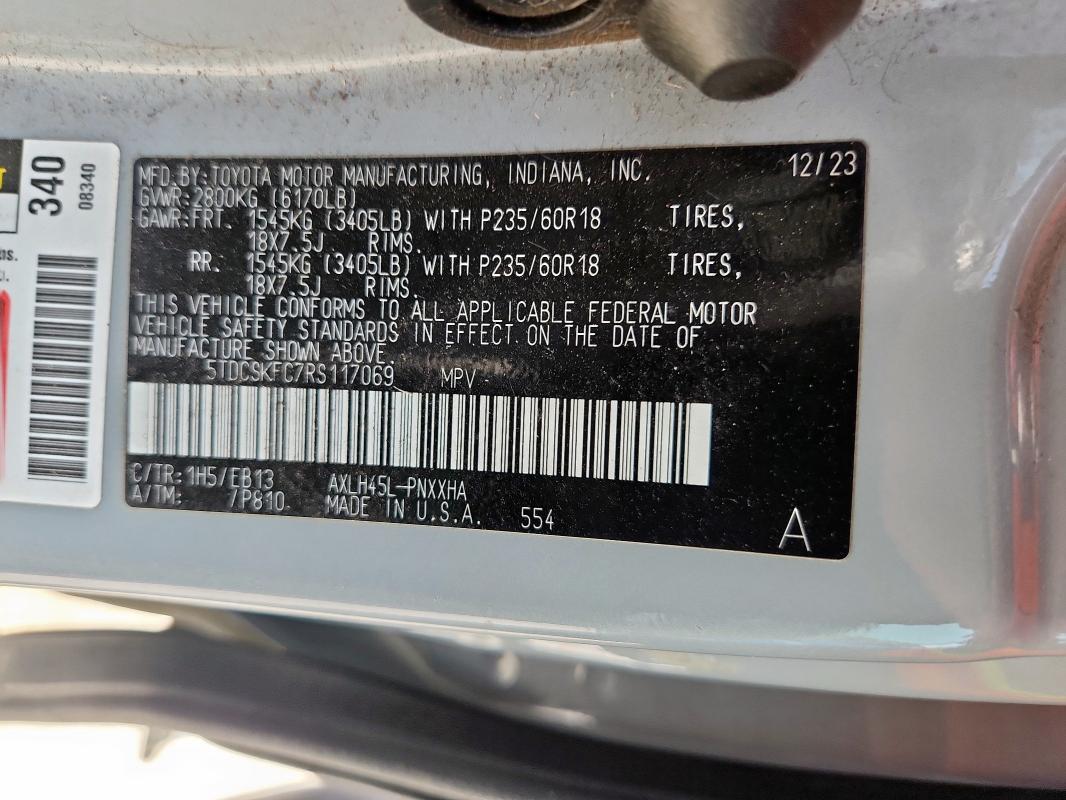 MFD.BY:TOYOTA MOTOR MANUFACTURING, INDIANA, INC. 12/23
GVWR:2800KG (6170LB)
GAWR:FRT. 1545KG (3405LB) WITH P235/60R18 TIRES,
18X7.5J RIMS.
RR. 1545KG (3405LB) WITH P235/60R18 TIRES,
18X7.5J RIMS.
THIS VEHICLE CONFORMS TO ALL APPLICABLE FEDERAL MOTOR
VEHICLE SAFETY STANDARDS IN EFFECT ON THE DATE OF
MANUFACTURE SHOWN ABOVE.
5TDCSKFC7RS117069 MPV
C/TR:1H5/EB13 AXLH45L-PNXXHA
A/TM: 7P810 MADE IN U.S.A. 554
A
340
08340